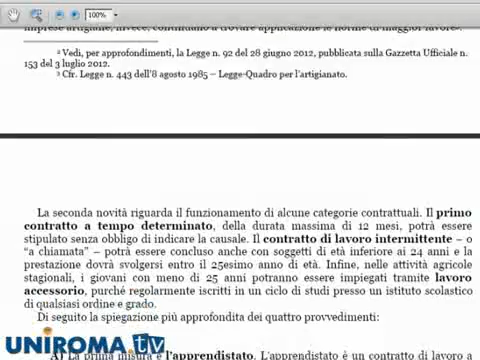 100%
imprese artigiane, invece, continuano a trovare applicazione le norme di maggior favore³.
² Vedi, per approfondimenti, la Legge n. 92 del 28 giugno 2012, pubblicata sulla Gazzetta Ufficiale n.
153 del 3 luglio 2012.
³ Cfr. Legge n. 443 dell'8 agosto 1985 – Legge-Quadro per l'artigianato.
La seconda novità riguarda il funzionamento di alcune categorie contrattuali. Il primo
contratto a tempo determinato, della durata massima di 12 mesi, potrà essere
stipulato senza obbligo di indicare la causale. Il contratto di lavoro intermittente – o
"a chiamata" – potrà essere concluso anche con soggetti di età inferiore ai 24 anni e la
prestazione dovrà svolgersi entro il 25esimo anno di età. Infine, nelle attività agricole
stagionali, i giovani con meno di 25 anni potranno essere impiegati tramite lavoro
accessorio, purché regolarmente iscritti in un ciclo di studi presso un istituto scolastico
di qualsiasi ordine e grado.
Di seguito la spiegazione più approfondita dei quattro provvedimenti:
UNIROMA.tv
A) La prima misura è l'apprendistato. L'apprendistato è un contratto di lavoro a